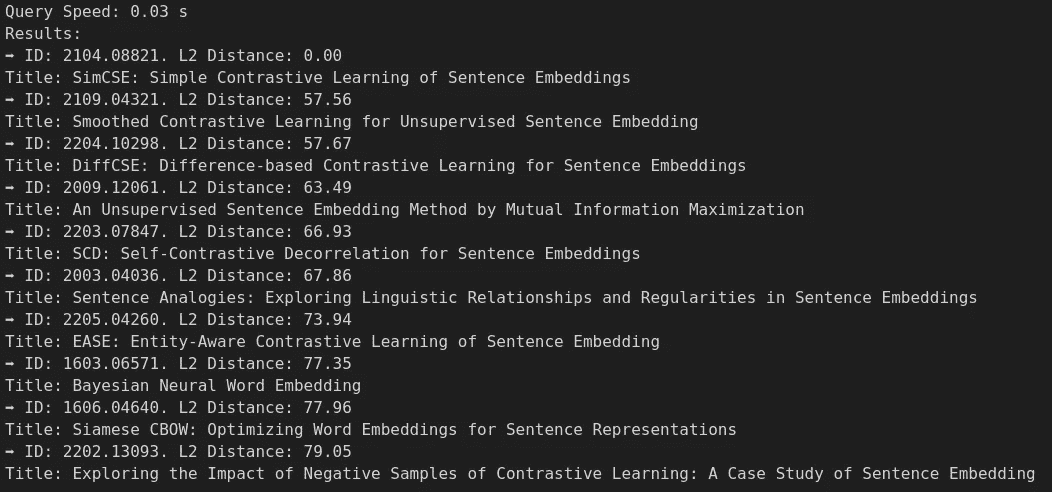 Query Speed: 0.03 s
Results:
➡ ID: 2104.08821. L2 Distance: 0.00
Title: SimCSE: Simple Contrastive Learning of Sentence Embeddings
➡ ID: 2109.04321. L2 Distance: 57.56
Title: Smoothed Contrastive Learning for Unsupervised Sentence Embedding
➡ ID: 2204.10298. L2 Distance: 57.67
Title: DiffCSE: Difference-based Contrastive Learning for Sentence Embeddings
➡ ID: 2009.12061. L2 Distance: 63.49
Title: An Unsupervised Sentence Embedding Method by Mutual Information Maximization
➡ ID: 2203.07847. L2 Distance: 66.93
Title: SCD: Self-Contrastive Decorrelation for Sentence Embeddings
➡ ID: 2003.04036. L2 Distance: 67.86
Title: Sentence Analogies: Exploring Linguistic Relationships and Regularities in Sentence Embeddings
➡ ID: 2205.04260. L2 Distance: 73.94
Title: EASE: Entity-Aware Contrastive Learning of Sentence Embedding
➡ ID: 1603.06571. L2 Distance: 77.35
Title: Bayesian Neural Word Embedding
➡ ID: 1606.04640. L2 Distance: 77.96
Title: Siamese CBOW: Optimizing Word Embeddings for Sentence Representations
➡ ID: 2202.13093. L2 Distance: 79.05
Title: Exploring the Impact of Negative Samples of Contrastive Learning: A Case Study of Sentence Embedding